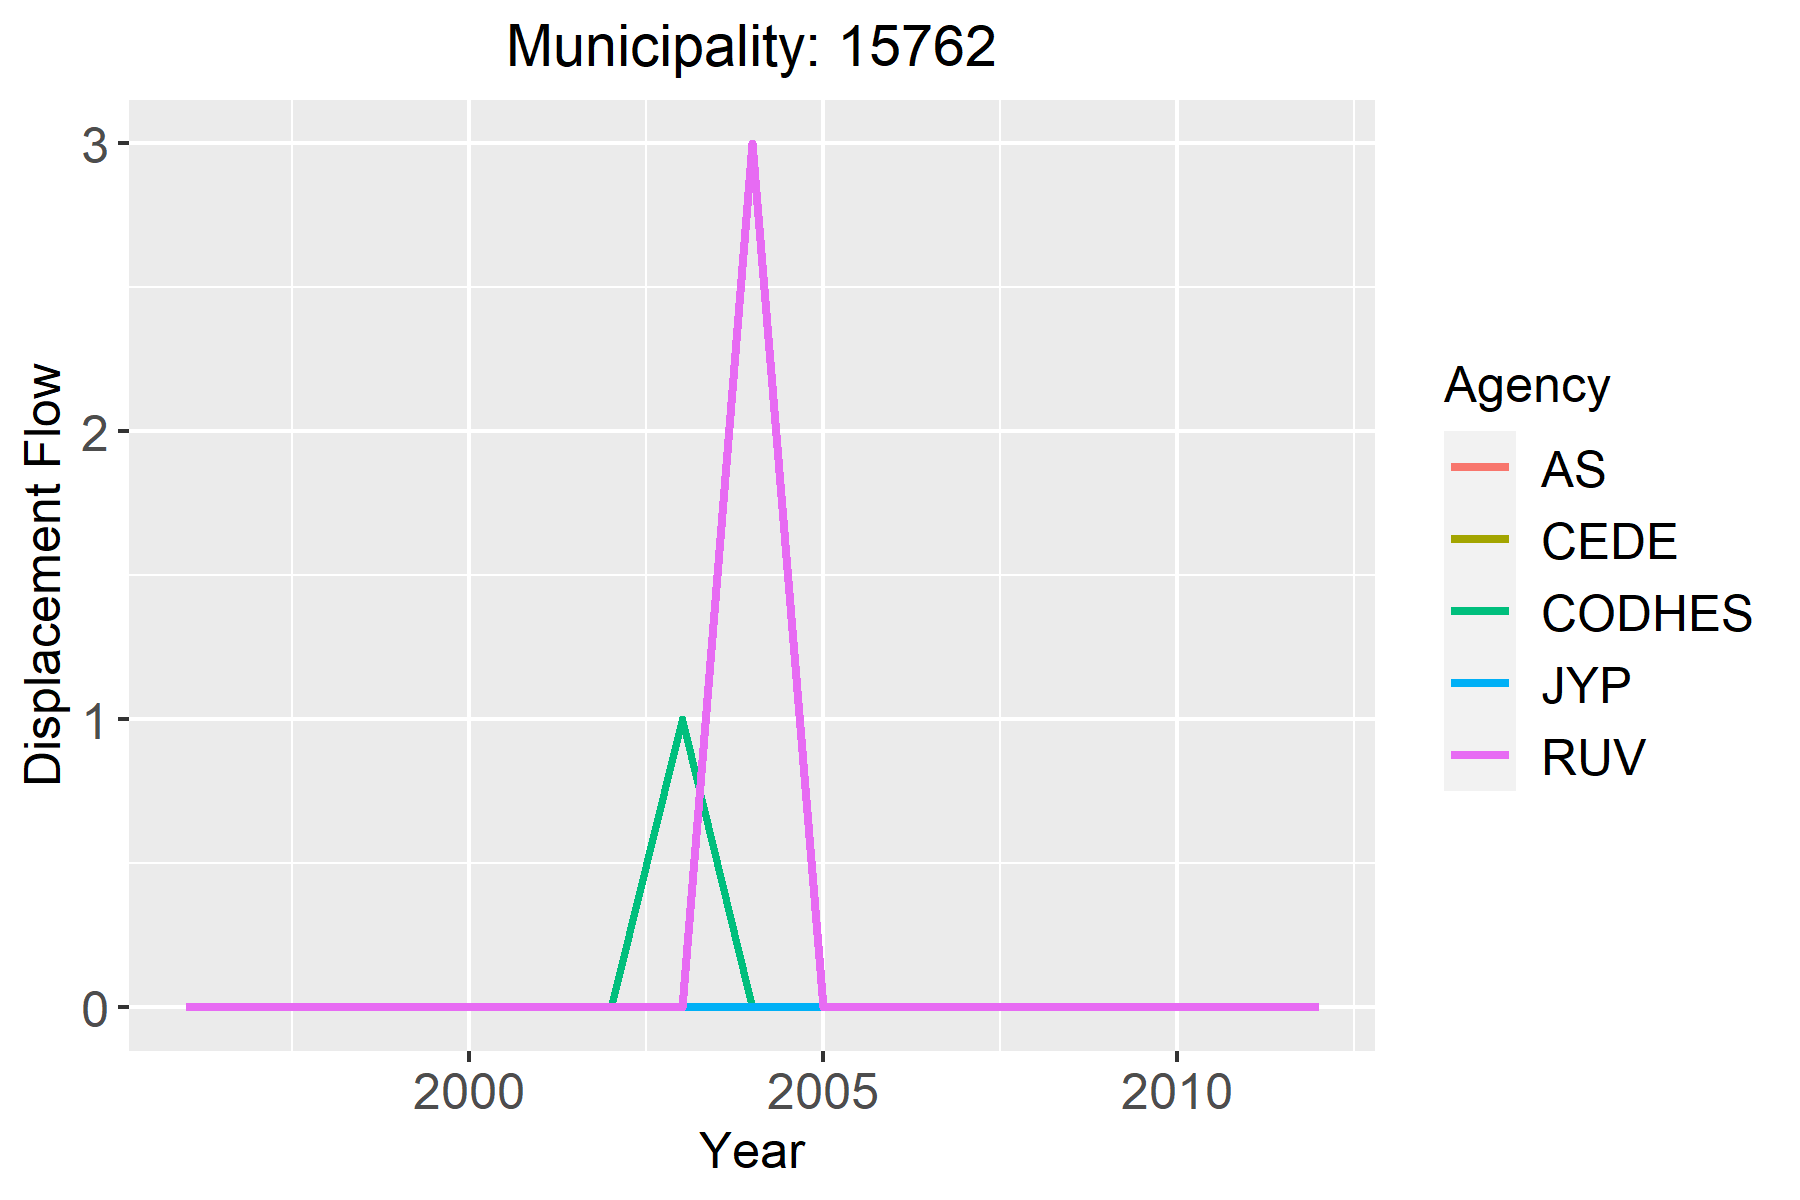 Municipality: 15762
3
2
1
0
Displacement Flow
2000 2005 2010
Year
Agency
AS
CEDE
CODHES
JYP
RUV